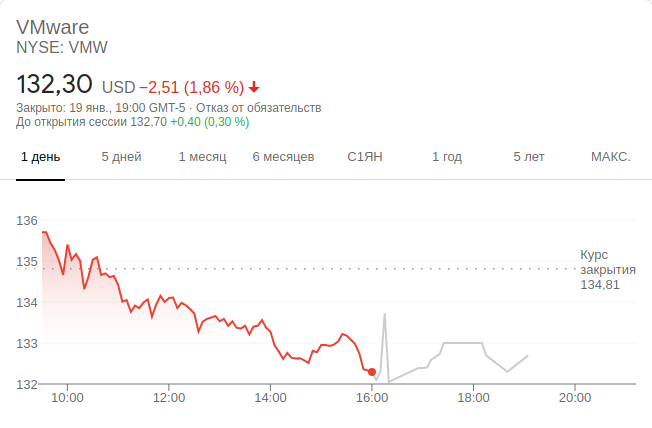 VMware
NYSE: VMW
132,30 USD −2,51 (1,86 %)
Закрыто: 19 янв., 19:00 GMT-5 · Отказ от обязательств
До открытия сессии 132,70 +0,40 (0,30 %)
1 день 5 дней 1 месяц 6 месяцев С1ЯН 1 год 5 лет МАКС.
136
135
134
133
132
Курс
закрытия
134,81
10:00 12:00 14:00 16:00 18:00 20:00